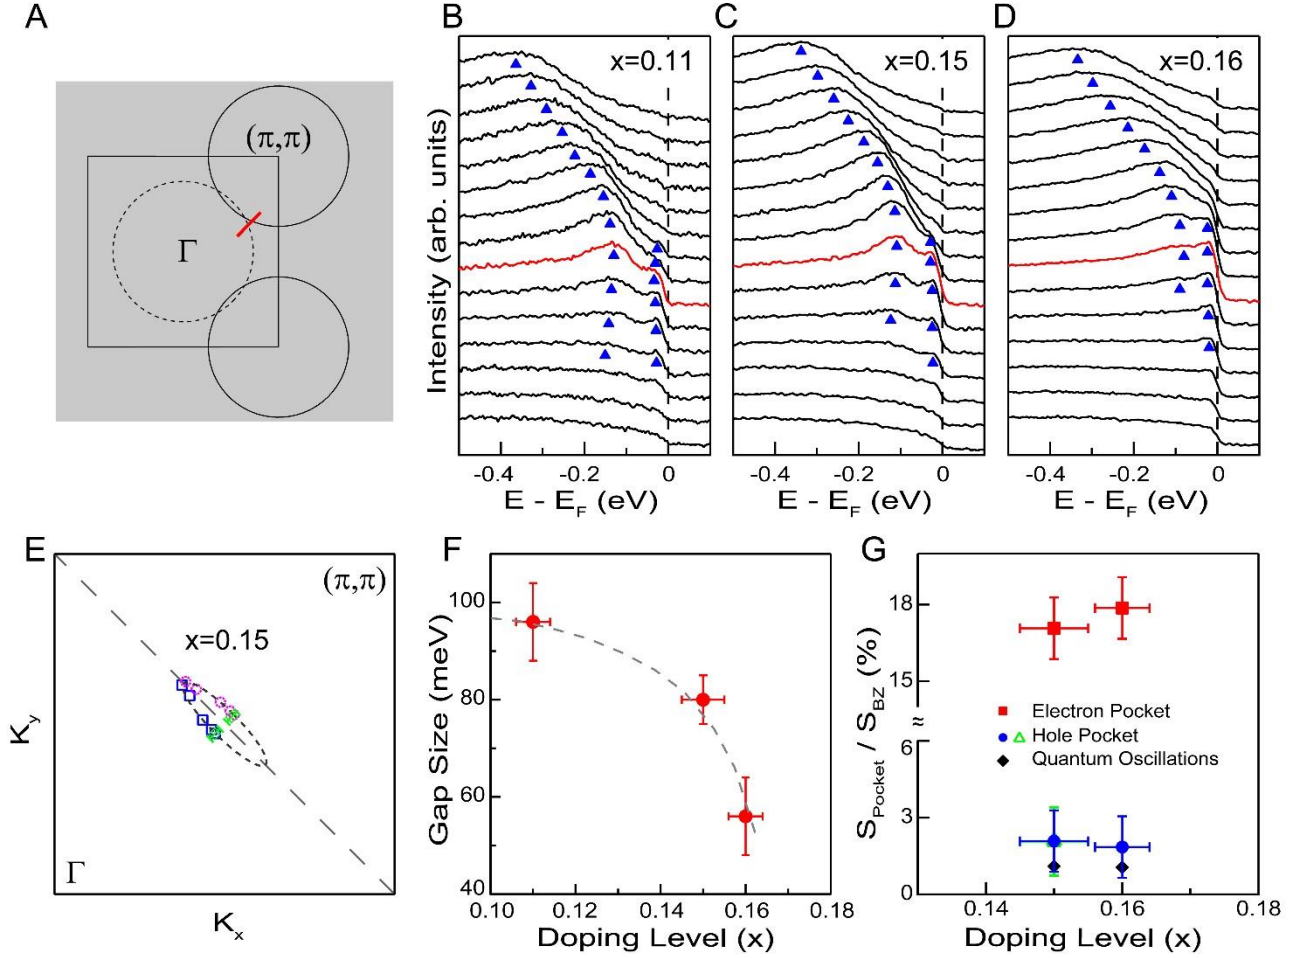 A
B
C
D
(π,π)
Γ
x=0.11
x=0.15
x=0.16
Intensity (arb. units)
-0.4
-0.2
0
-0.4
-0.2
0
-0.4
-0.2
0
E - E_F (eV)
E - E_F (eV)
E - E_F (eV)
E
(π,π)
x=0.15
Γ
K_y
K_x
F
Gap Size (meV)
100
80
60
40
0.10
0.12
0.14
0.16
0.18
Doping Level (x)
G
S_Pocket / S_BZ (%)
18
15
≈
≈
6
3
0
Electron Pocket
Hole Pocket
Quantum Oscillations
0.14
0.16
0.18
Doping Level (x)